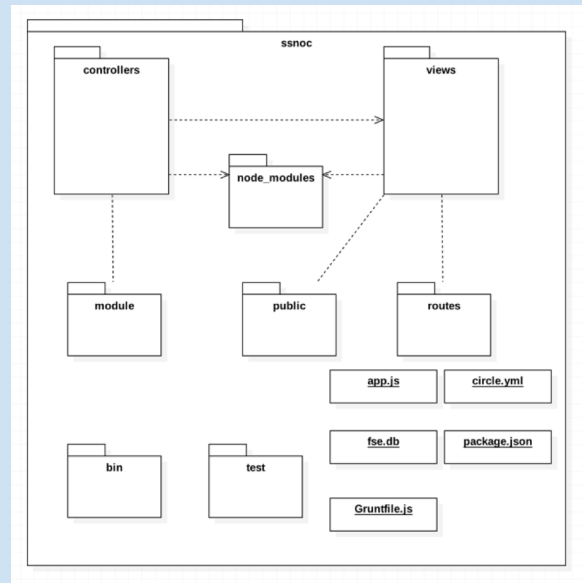 ssnoc
controllers
views
node_modules
module
public
routes
app.js
circle.yml
fse.db
package.json
bin
test
Gruntfile.js